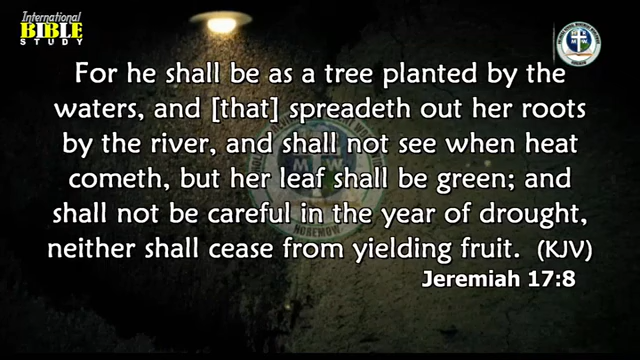 International
BIBLE
STUDY
For he shall be as a tree planted by the
waters, and [that] spreadeth out her roots
by the river, and shall not see when heat
cometh, but her leaf shall be green; and
shall not be careful in the year of drought,
neither shall cease from yielding fruit. (KJV)
Jeremiah 17:8
MW
HOREMOW